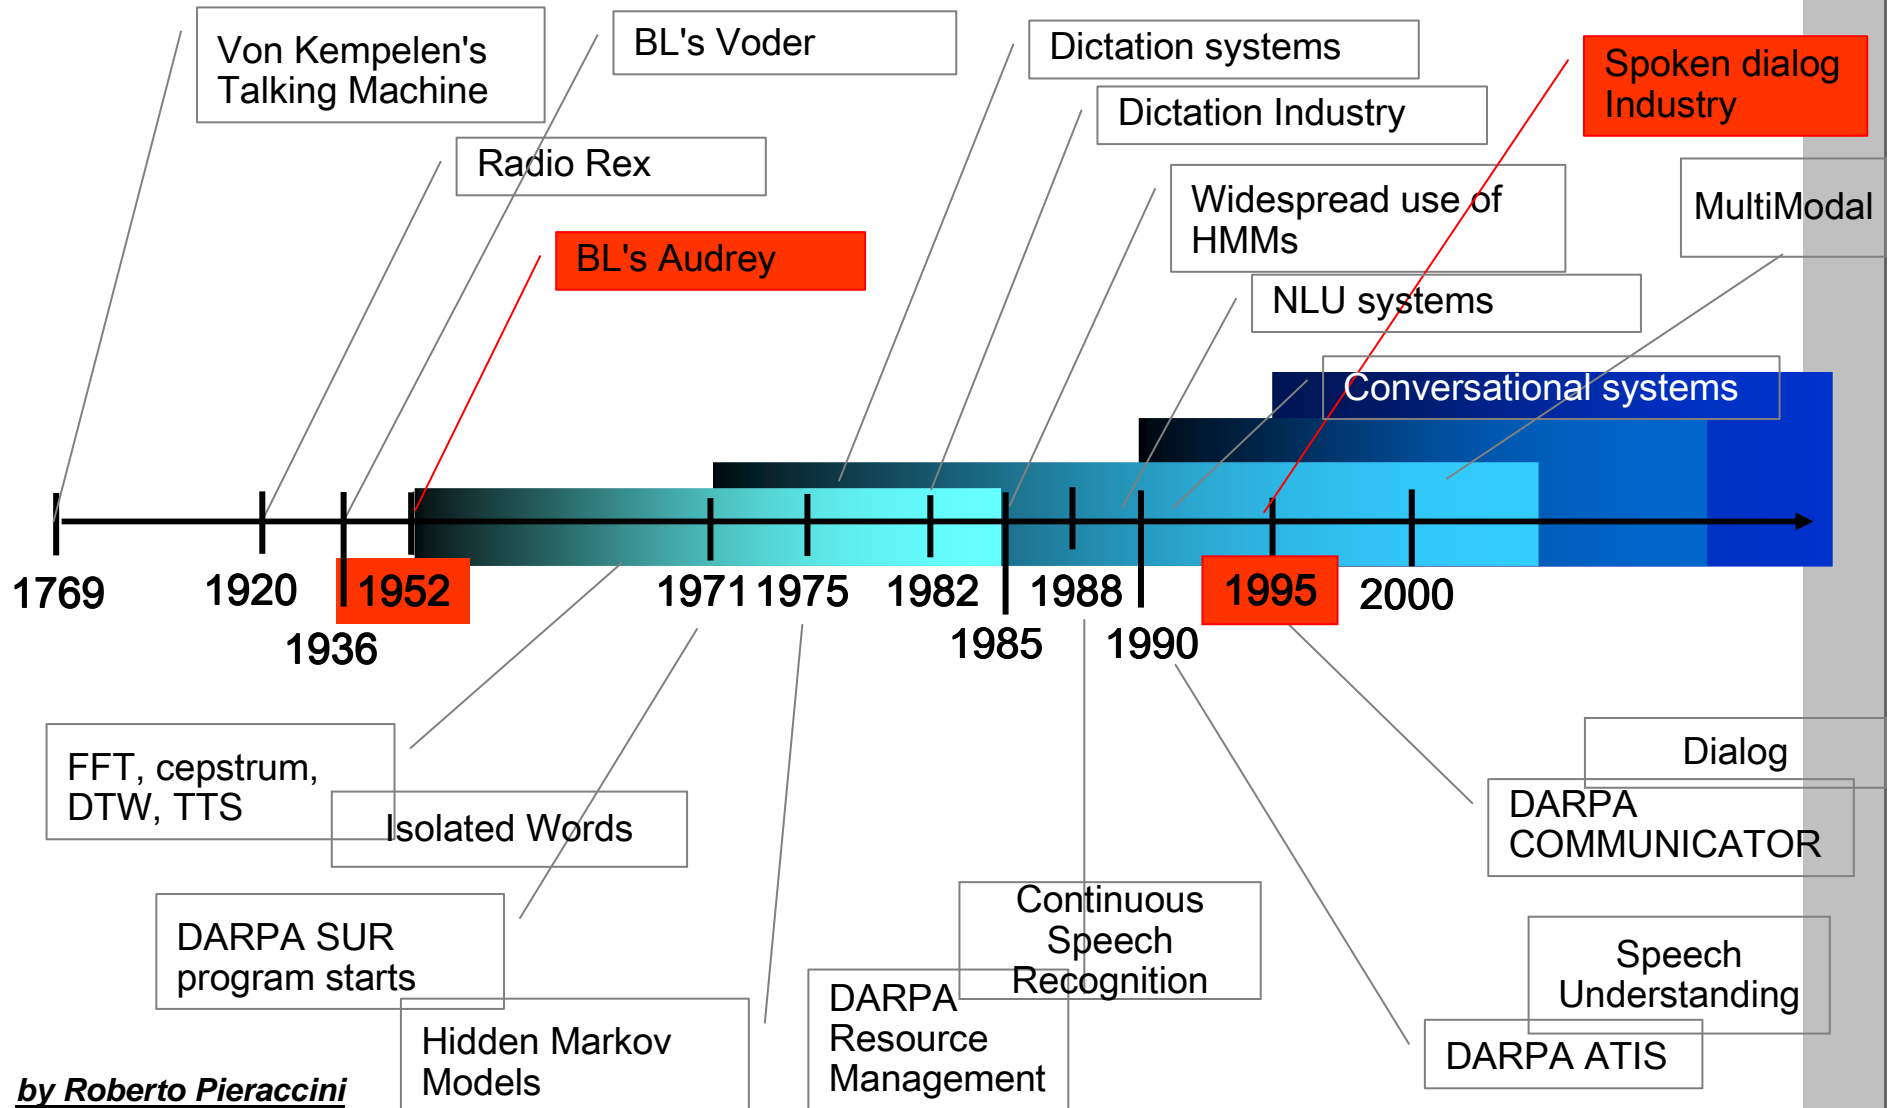 Von Kempelen's
Talking Machine
BL's Voder
Dictation systems
Spoken dialog
Industry
Dictation Industry
Radio Rex
Widespread use of
HMMs
MultiModal
BL's Audrey
NLU systems
Conversational systems
1769
1920
1936
1952
1971
1975
1982
1985
1988
1990
1995
2000
FFT, cepstrum,
DTW, TTS
Isolated Words
Dialog
DARPA
COMMUNICATOR
DARPA SUR
program starts
Continuous
Speech
Recognition
Speech
Understanding
Hidden Markov
Models
DARPA
Resource
Management
DARPA ATIS
by Roberto Pieraccini